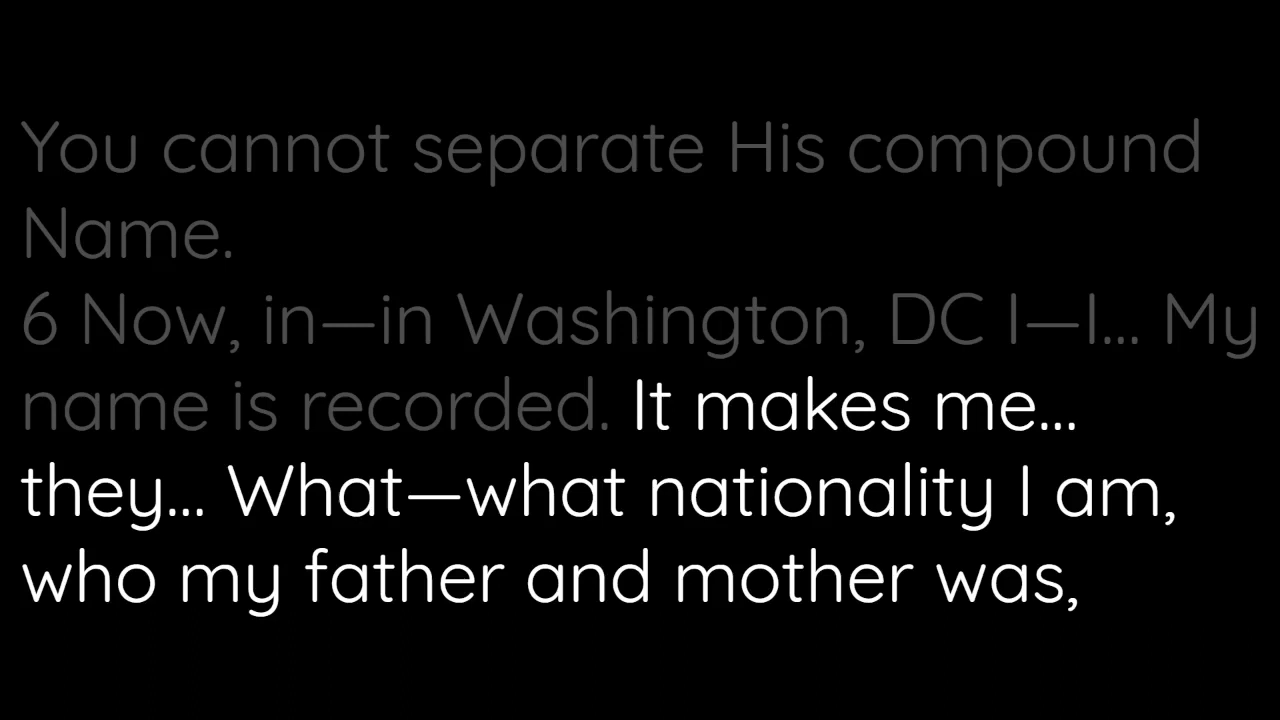 You cannot separate His compound
Name.
6 Now, in—in Washington, DC I—I... My
name is recorded. It makes me...
they... What—what nationality I am,
who my father and mother was,